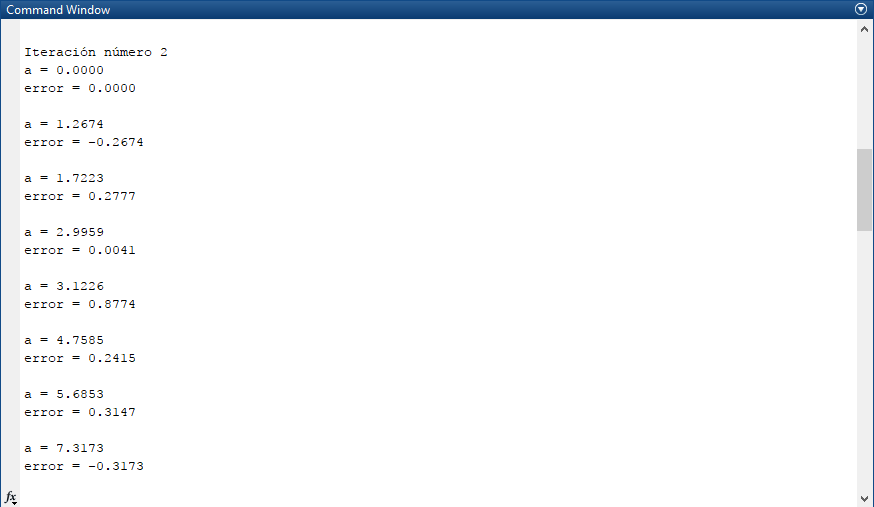 Command Window
Iteración número 2
a = 0.0000
error = 0.0000
a = 1.2674
error = -0.2674
a = 1.7223
error = 0.2777
a = 2.9959
error = 0.0041
a = 3.1226
error = 0.8774
a = 4.7585
error = 0.2415
a = 5.6853
error = 0.3147
a = 7.3173
error = -0.3173
fx